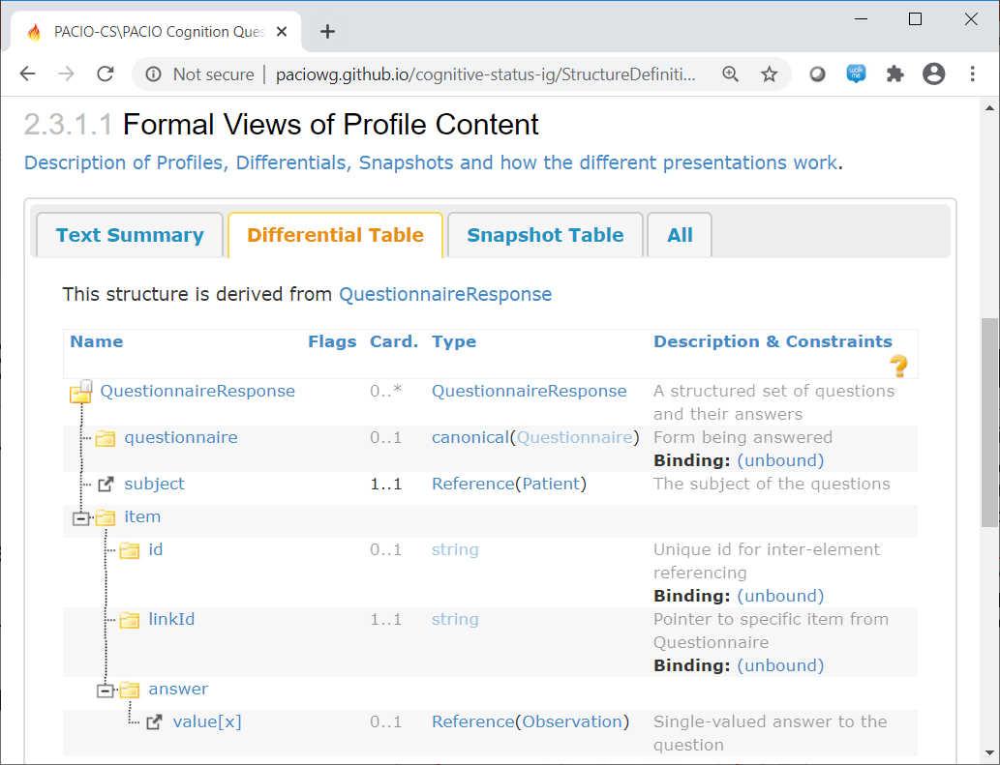 PACIO-CS\PACIO Cognition Ques
Not secure | paciowg.github.io/cognitive-status-ig/StructureDefiniti...
walk me
2.3.1.1 Formal Views of Profile Content
Description of Profiles, Differentials, Snapshots and how the different presentations work.
Text Summary Differential Table Snapshot Table All
This structure is derived from QuestionnaireResponse
Name Flags Card. Type Description & Constraints
?
QuestionnaireResponse 0..* QuestionnaireResponse A structured set of questions
and their answers
questionnaire 0..1 canonical(Questionnaire) Form being answered
Binding: (unbound)
subject 1..1 Reference(Patient) The subject of the questions
item
id 0..1 string Unique id for inter-element
referencing
Binding: (unbound)
linkId 1..1 string Pointer to specific item from
Questionnaire
Binding: (unbound)
answer
value[x] 0..1 Reference(Observation) Single-valued answer to the
question